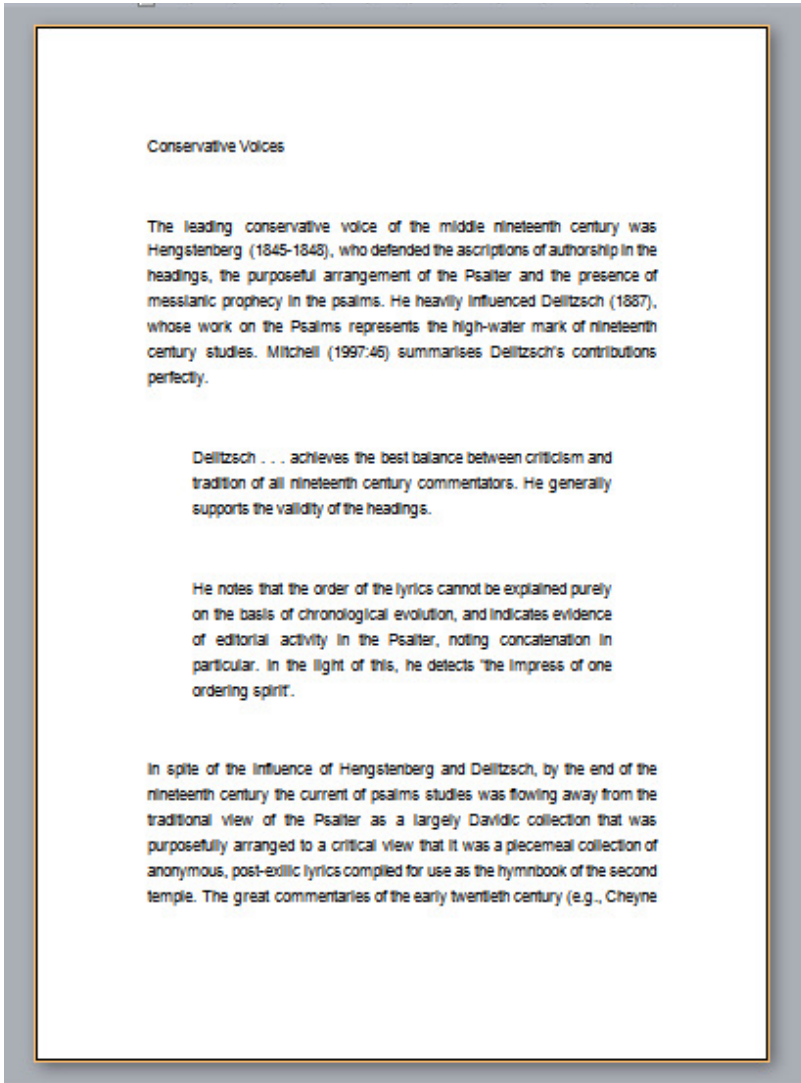 Conservative Voices
The leading conservative voice of the middle nineteenth century was
Hengstenberg (1845-1848), who defended the ascriptions of authorship in the
headings, the purposeful arrangement of the Psalter and the presence of
messianic prophecy in the psalms. He heavily influenced Delitzsch (1887),
whose work on the Psalms represents the high-water mark of nineteenth
century studies. Mitchell (1997:46) summarises Delitzsch's contributions
perfectly.
Delitzsch . . . achieves the best balance between criticism and
tradition of all nineteenth century commentators. He generally
supports the validity of the headings.
He notes that the order of the lyrics cannot be explained purely
on the basis of chronological evolution, and indicates evidence
of editorial activity in the Psalter, noting concatenation in
particular. In the light of this, he detects "the impress of one
ordering spirit'.
In spite of the influence of Hengstenberg and Delitzsch, by the end of the
nineteenth century the current of psalms studies was flowing away from the
traditional view of the Psalter as a largely Davidic collection that was
purposefully arranged to a critical view that it was a piecemeal collection of
anonymous, post-exilic lyrics compiled for use as the hymnbook of the second
temple. The great commentaries of the early twentieth century (e.g., Cheyne